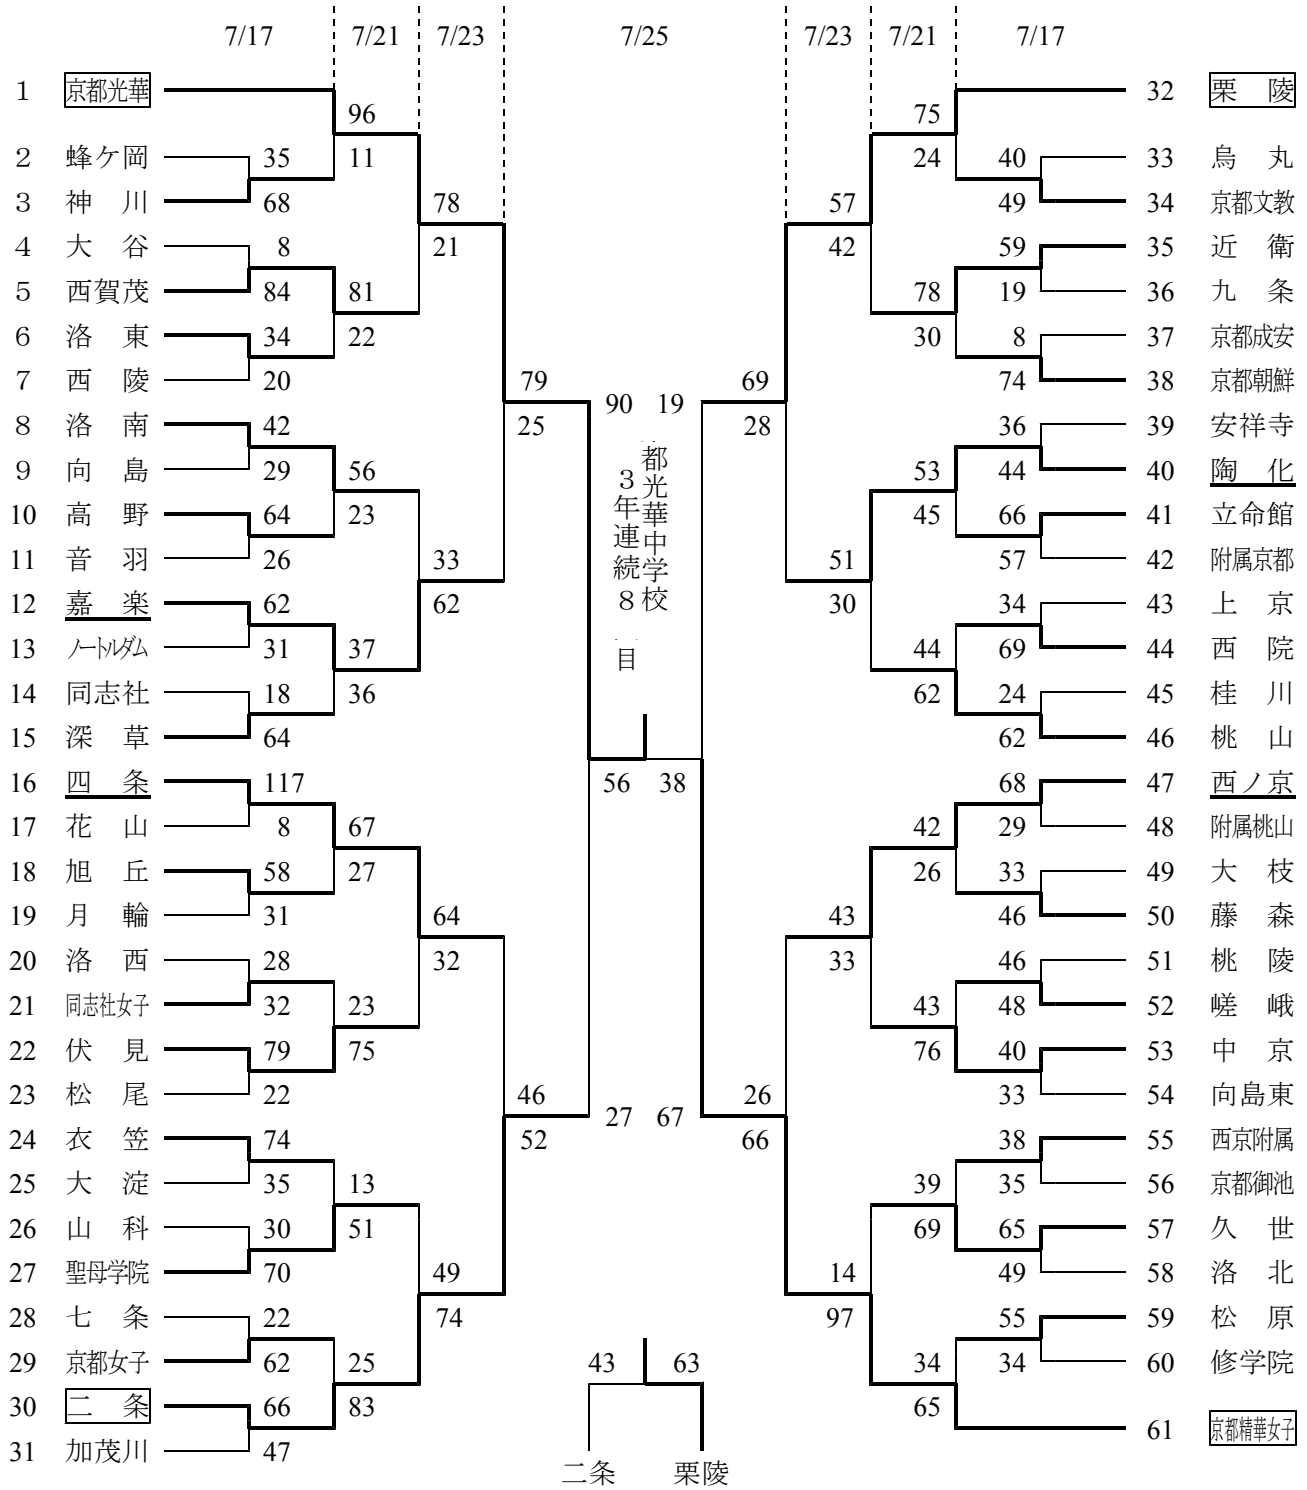 7/17 7/21 7/23 7/25 7/23 7/21 7/17
1 京都光華 32 栗 陵
96 75
2 蜂ケ岡 35 11 24 40 33 烏 丸
3 神 川 68 78 57 49 34 京都文教
4 大 谷 8 21 42 59 35 近 衛
5 西賀茂 84 81 78 19 36 九 条
6 洛 東 34 22 30 8 37 京都成安
7 西 陵 20 79 69 74 38 京都朝鮮
90 19
8 洛 南 42 25 28 36 39 安祥寺
9 向 島 29 56 53 44 40 陶 化
10 高 野 64 23 45 66 41 立命館
11 音 羽 26 33 51 57 42 附属京都
12 嘉 楽 62 62 30 34 43 上 京
13 ノートルダム 31 37 44 69 44 西 院
14 同志社 18 36 62 24 45 桂 川
15 深 草 64 62 46 桃 山
都光華中学校
3年連続8 目
16 四 条 117 56 38 68 47 西ノ京
17 花 山 8 67 42 29 48 附属桃山
18 旭 丘 58 27 26 33 49 大 枝
19 月 輪 31 64 43 46 50 藤 森
20 洛 西 28 32 33 46 51 桃 陵
21 同志社女子 32 23 43 48 52 嵯 峨
22 伏 見 79 75 76 40 53 中 京
23 松 尾 22 46 26 33 54 向島東
27 67
24 衣 笠 74 52 66 38 55 西京附属
25 大 淀 35 13 39 35 56 京都御池
26 山 科 30 51 69 65 57 久 世
27 聖母学院 70 49 14 49 58 洛 北
28 七 条 22 74 97 55 59 松 原
29 京都女子 62 25 43 63 34 34 60 修学院
30 二 条 66 83 65
61 京都精華女子
31 加茂川 47
二条 栗陵